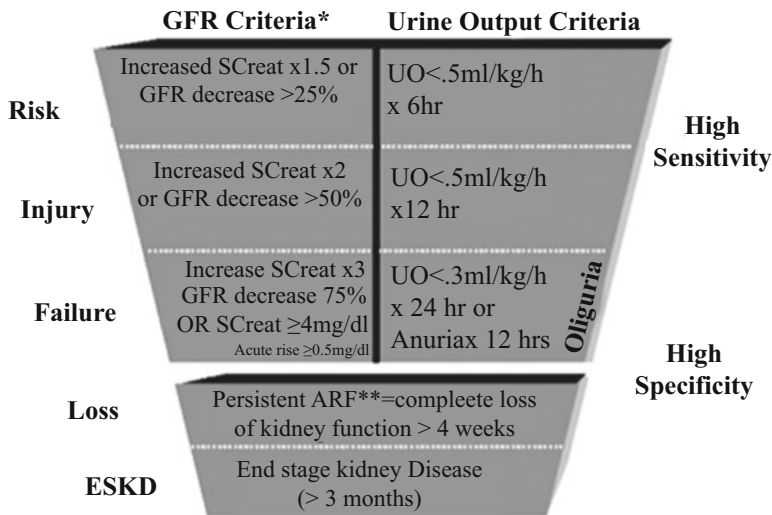 GFR Criteria*
Urine Output Criteria
Risk
Increased SCreat x1.5 or
GFR decrease >25%
UO<.5ml/kg/h
x 6hr
High
Sensitivity
Injury
Increased SCreat x2
or GFR decrease >50%
UO<.5ml/kg/h
x12 hr
Failure
Increase SCreat x3
GFR decrease 75%
OR SCreat ≥4mg/dl
Acute rise ≥0.5mg/dl
UO<.3ml/kg/h
x 24 hr or
Anuriax 12 hrs
Oliguria
High
Specificity
Loss
Persistent ARF**=compleete loss
of kidney function > 4 weeks
ESKD
End stage kidney Disease
(> 3 months)